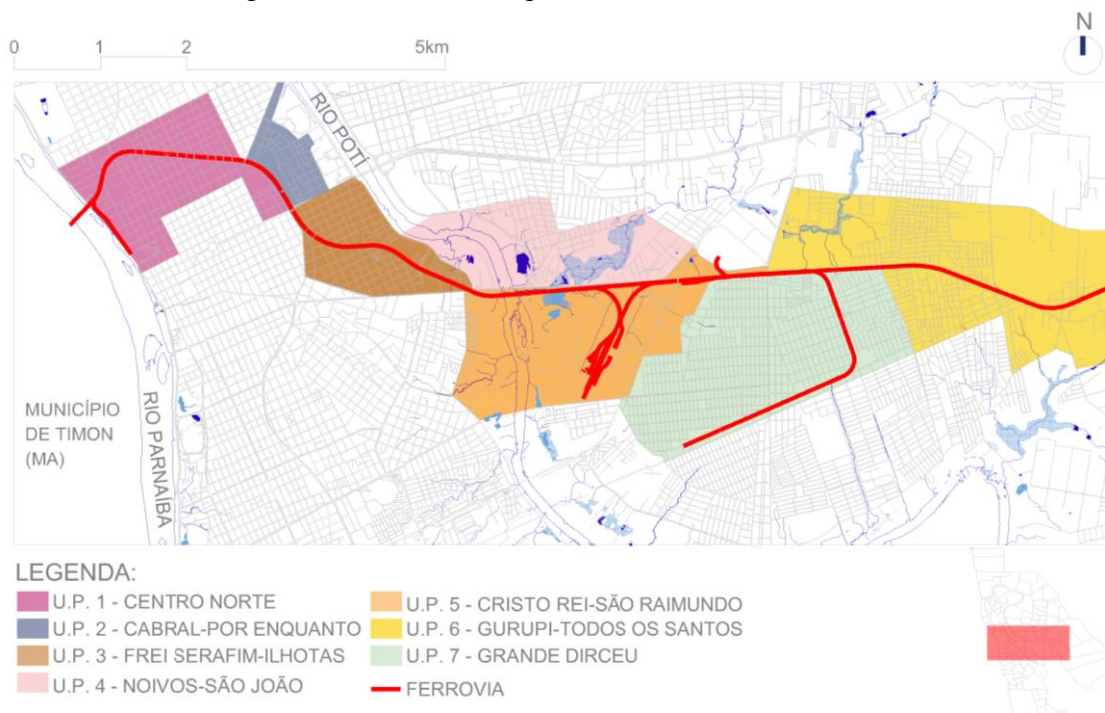 0 1 2 5km
N
RIO POTÍ
RIO PARNAÍBA
MUNICÍPIO
DE TIMON
(MA)
LEGENDA:
U.P. 1 - CENTRO NORTE
U.P. 2 - CABRAL-POR ENQUANTO
U.P. 3 - FREI SERAFIM-ILHOTAS
U.P. 4 - NOIVOS-SÃO JOÃO
U.P. 5 - CRISTO REI-SÃO RAIMUNDO
U.P. 6 - GURUPI-TODOS OS SANTOS
U.P. 7 - GRANDE DIRCEU
FERROVIA